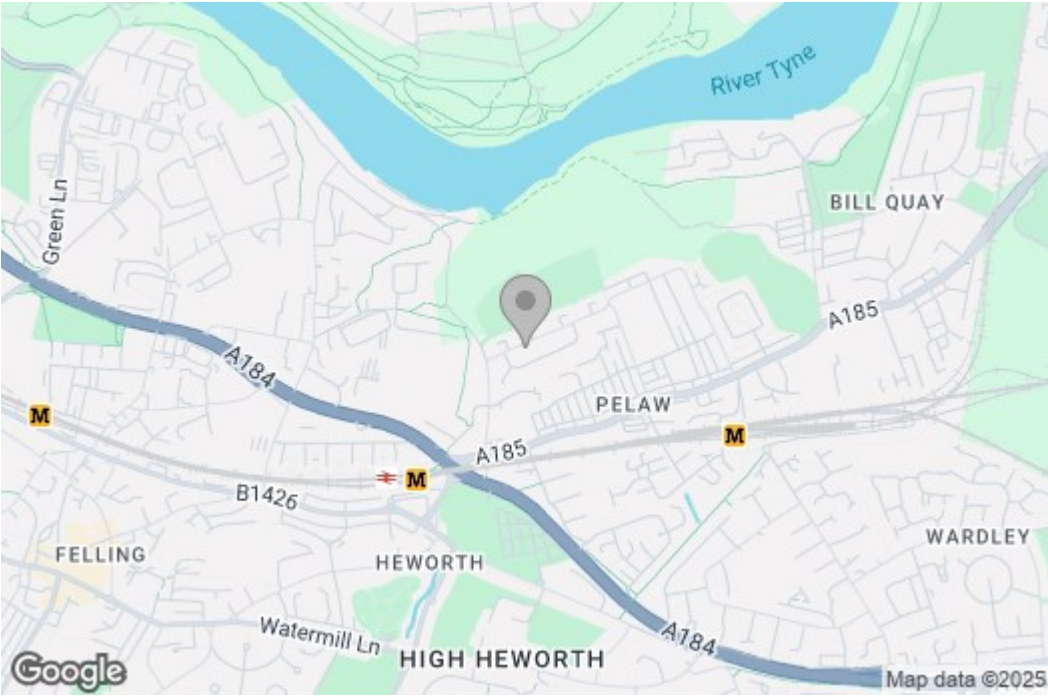 River Tyne
Green Ln
BILL QUAY
A185
A184
PELAW
M
M
A185
M
B1426
WARDLEY
FELLING
HEWORTH
Watermill Ln
A184
HIGH HEWORTH
Google
Map data ©2025